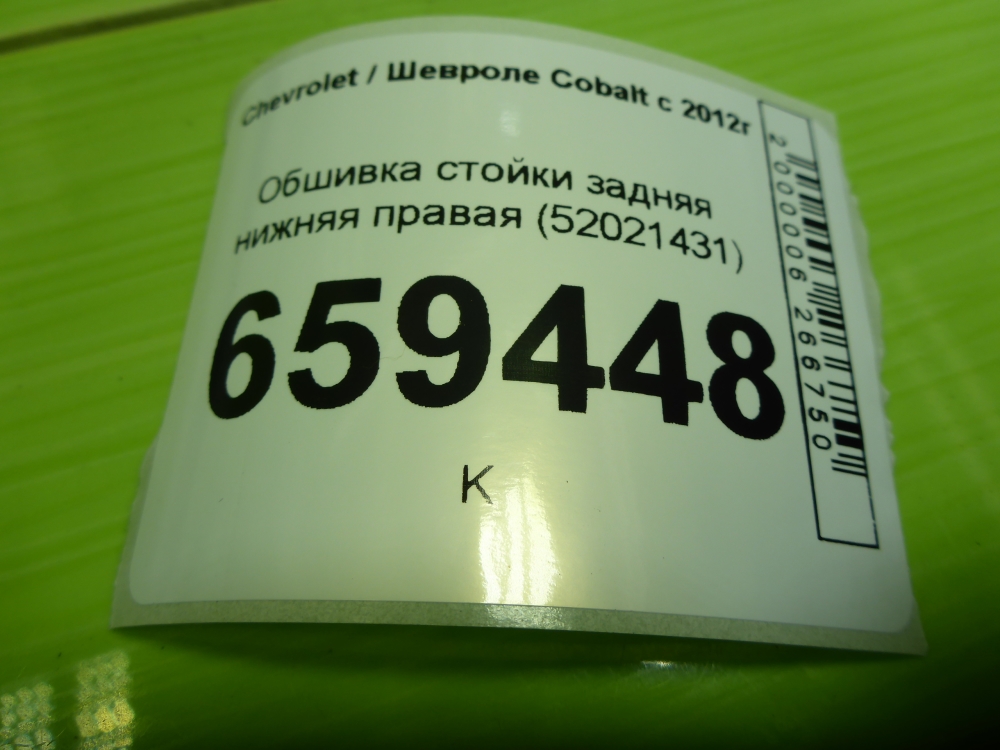 Chevrolet / Шевроле Cobalt с 2012г
Обшивка стойки задняя
нижняя правая (52021431)
659448
К
2000006266750